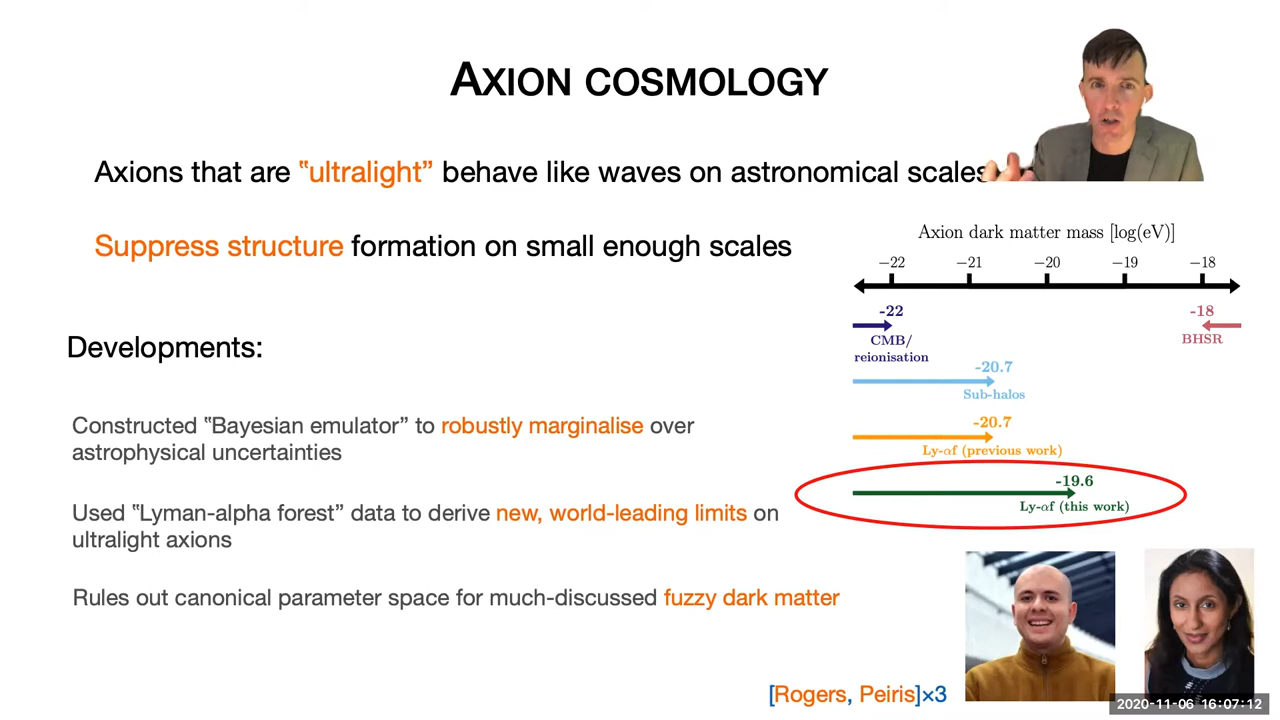 AXION COSMOLOGY
Axions that are "ultralight" behave like waves on astronomical scales
Suppress structure formation on small enough scales
Axion dark matter mass [log(eV)]
−22 −21 −20 −19 −18
-22
CMB/
reionisation
-18
BHSR
-20.7
Sub-halos
-20.7
Ly-αf (previous work)
-19.6
Ly-αf (this work)
Developments:
Constructed "Bayesian emulator" to robustly marginalise over
astrophysical uncertainties
Used "Lyman-alpha forest" data to derive new, world-leading limits on
ultralight axions
Rules out canonical parameter space for much-discussed fuzzy dark matter
[Rogers, Peiris]×3
2020-11-06 16:07:12